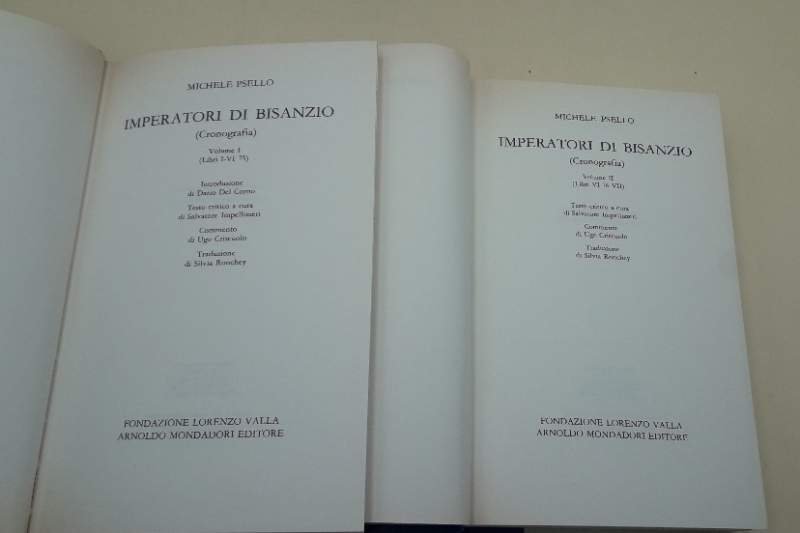 MICHELE PSELLO
IMPERATORI DI BISANZIO
(Cronografia)
Volume I
(Libri I-VI 75)
Introduzione
di Dario Del Corno
Testo critico a cura
di Salvatore Impellizzeri
Commento
di Ugo Criscuolo
Traduzione
di Silvia Ronchey
FONDAZIONE LORENZO VALLA
ARNOLDO MONDADORI EDITORE
MICHELE PSELLO
IMPERATORI DI BISANZIO
(Cronografia)
Volume II
(Libri VI 76-VII)
Testo critico a cura
di Salvatore Impellizzeri
Commento
di Ugo Criscuolo
Traduzione
di Silvia Ronchey
FONDAZIONE LORENZO VALLA
ARNOLDO MONDADORI EDITORE